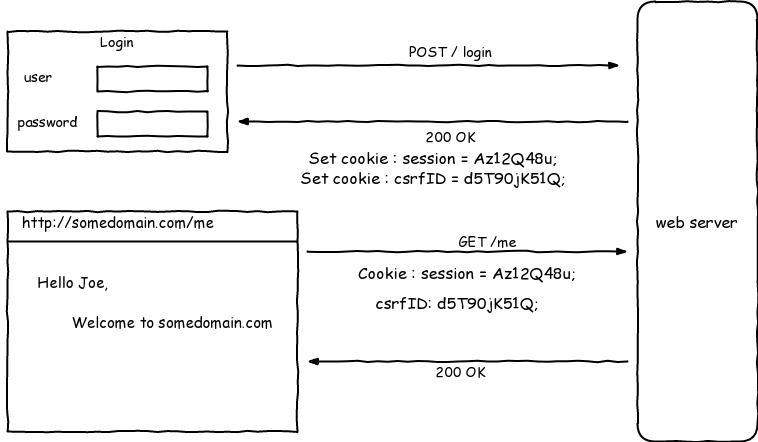 Login
user
password
POST / login
200 OK
Set cookie : session = Az12Q48u;
Set cookie : csrfID = d5T90jK51Q;
web server
http://somedomain.com/me
Hello Joe,
Welcome to somedomain.com
GET /me
Cookie : session = Az12Q48u;
csrfID: d5T90jK51Q;
200 OK